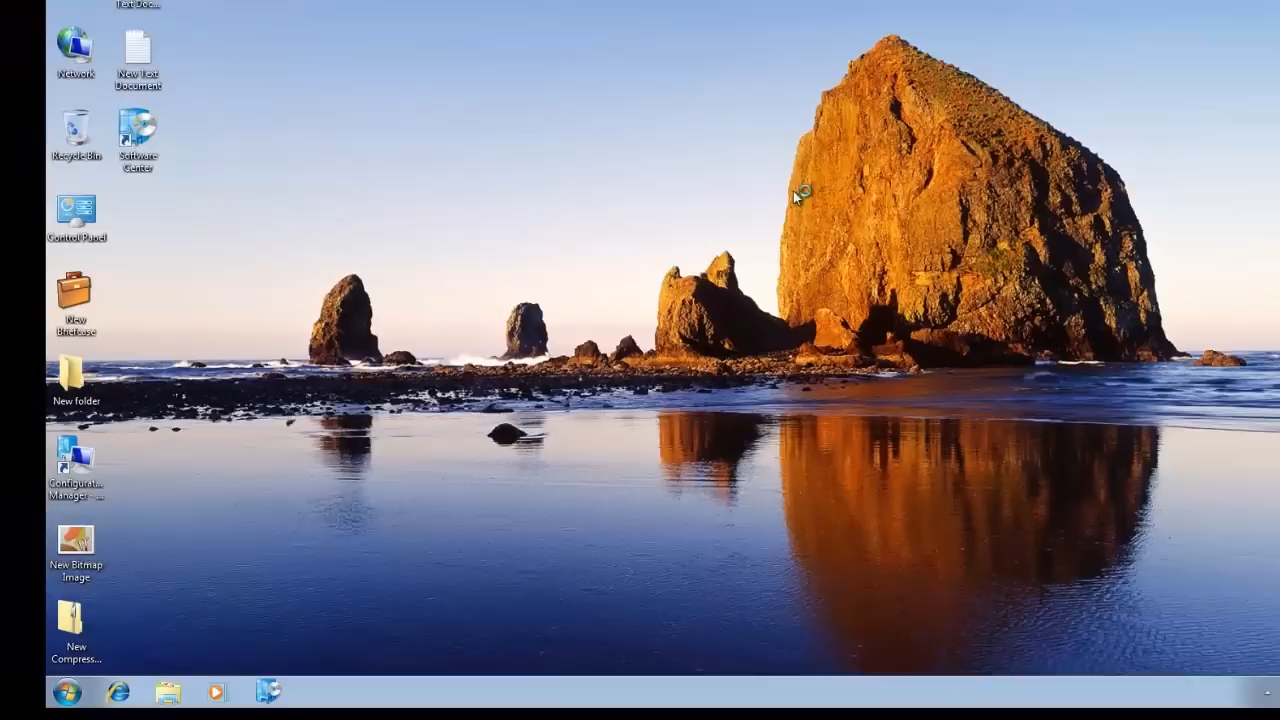 Text Doc...
Network
New Text
Document
Recycle Bin
Software
Center
Control Panel
New
Briefcase
New folder
Configurat...
Manager - ...
New Bitmap
Image
New
Compress...